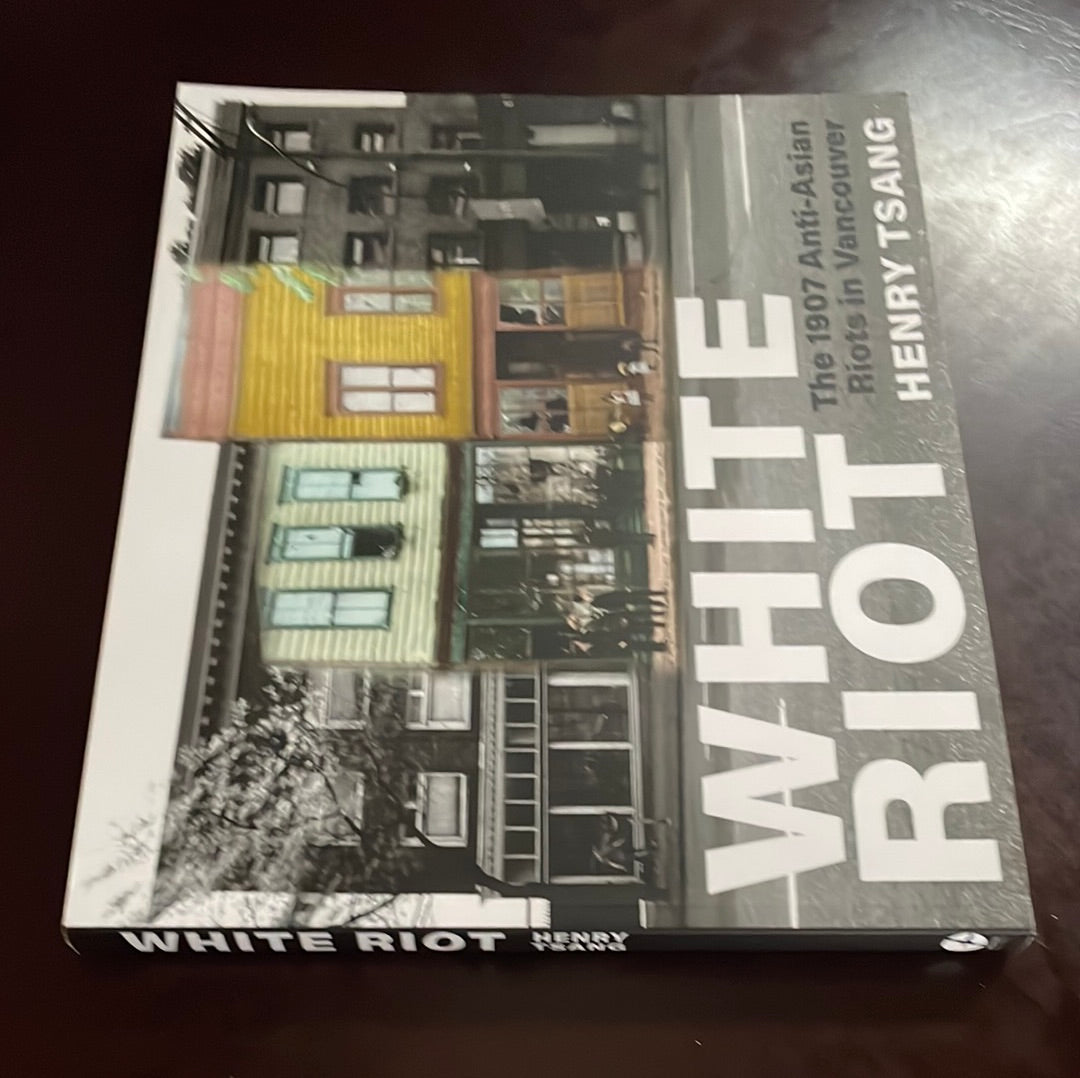 WHITE
RIOT
The 1907 Anti-Asian
Riots in Vancouver
HENRY TSANG
WHITE RIOT
HENRY
TSANG